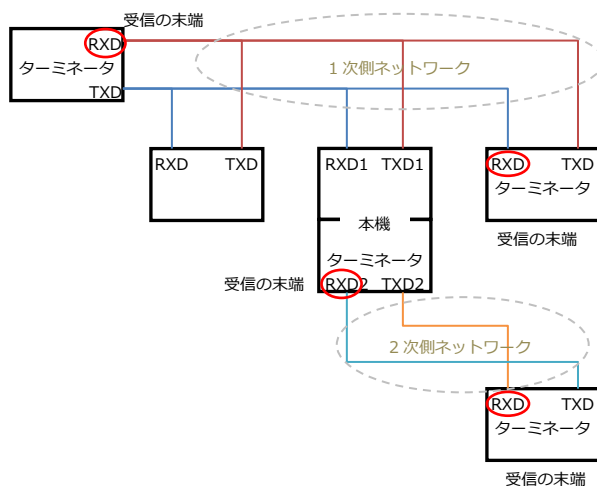 受信の末端
RXD
ターミネータ
TXD
1次側ネットワーク
RXD TXD
RXD1 TXD1
本機
ターミネータ
RXD2 TXD2
受信の末端
RXD TXD
ターミネータ
受信の末端
2次側ネットワーク
RXD TXD
ターミネータ
受信の末端